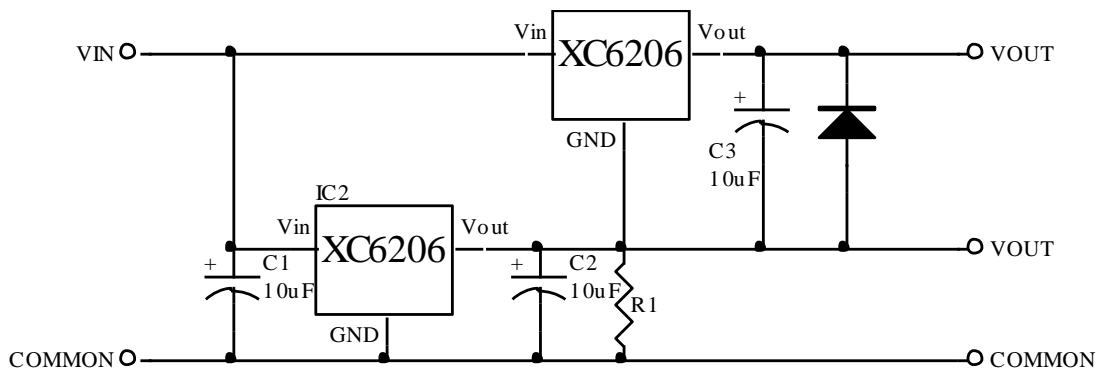 Vin
Vout
VIN
XC6206
VOUT
+
GND
C3
10uF
IC2
Vin
Vout
XC6206
VOUT
+
C1
10uF
+
C2
10uF
R1
GND
COMMON
COMMON